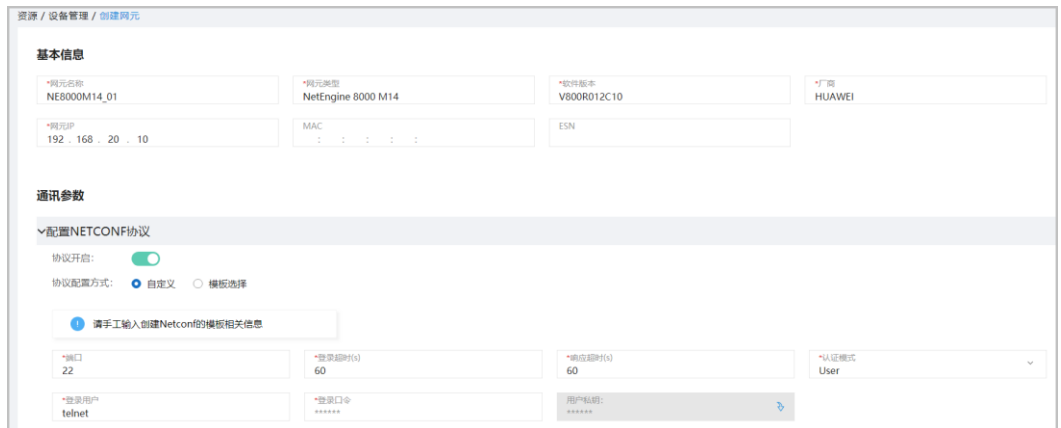 资源 / 设备管理 / 创建网元
基本信息
*网元名称 *网元类型 *软件版本 *厂商
NE8000M14_01 NetEngine 8000 M14 V800R012C10 HUAWEI
*网元IP MAC ESN
192 . 168 . 20 . 10 : : : : :
通讯参数
配置NETCONF协议
协议开启:
协议配置方式: 自定义 模板选择
请手工输入创建Netconf的模板相关信息
*端口 *登录超时(s) *响应超时(s) *认证模式
22 60 60 User
*登录用户 *登录口令 用户私钥:
telnet ****** ******